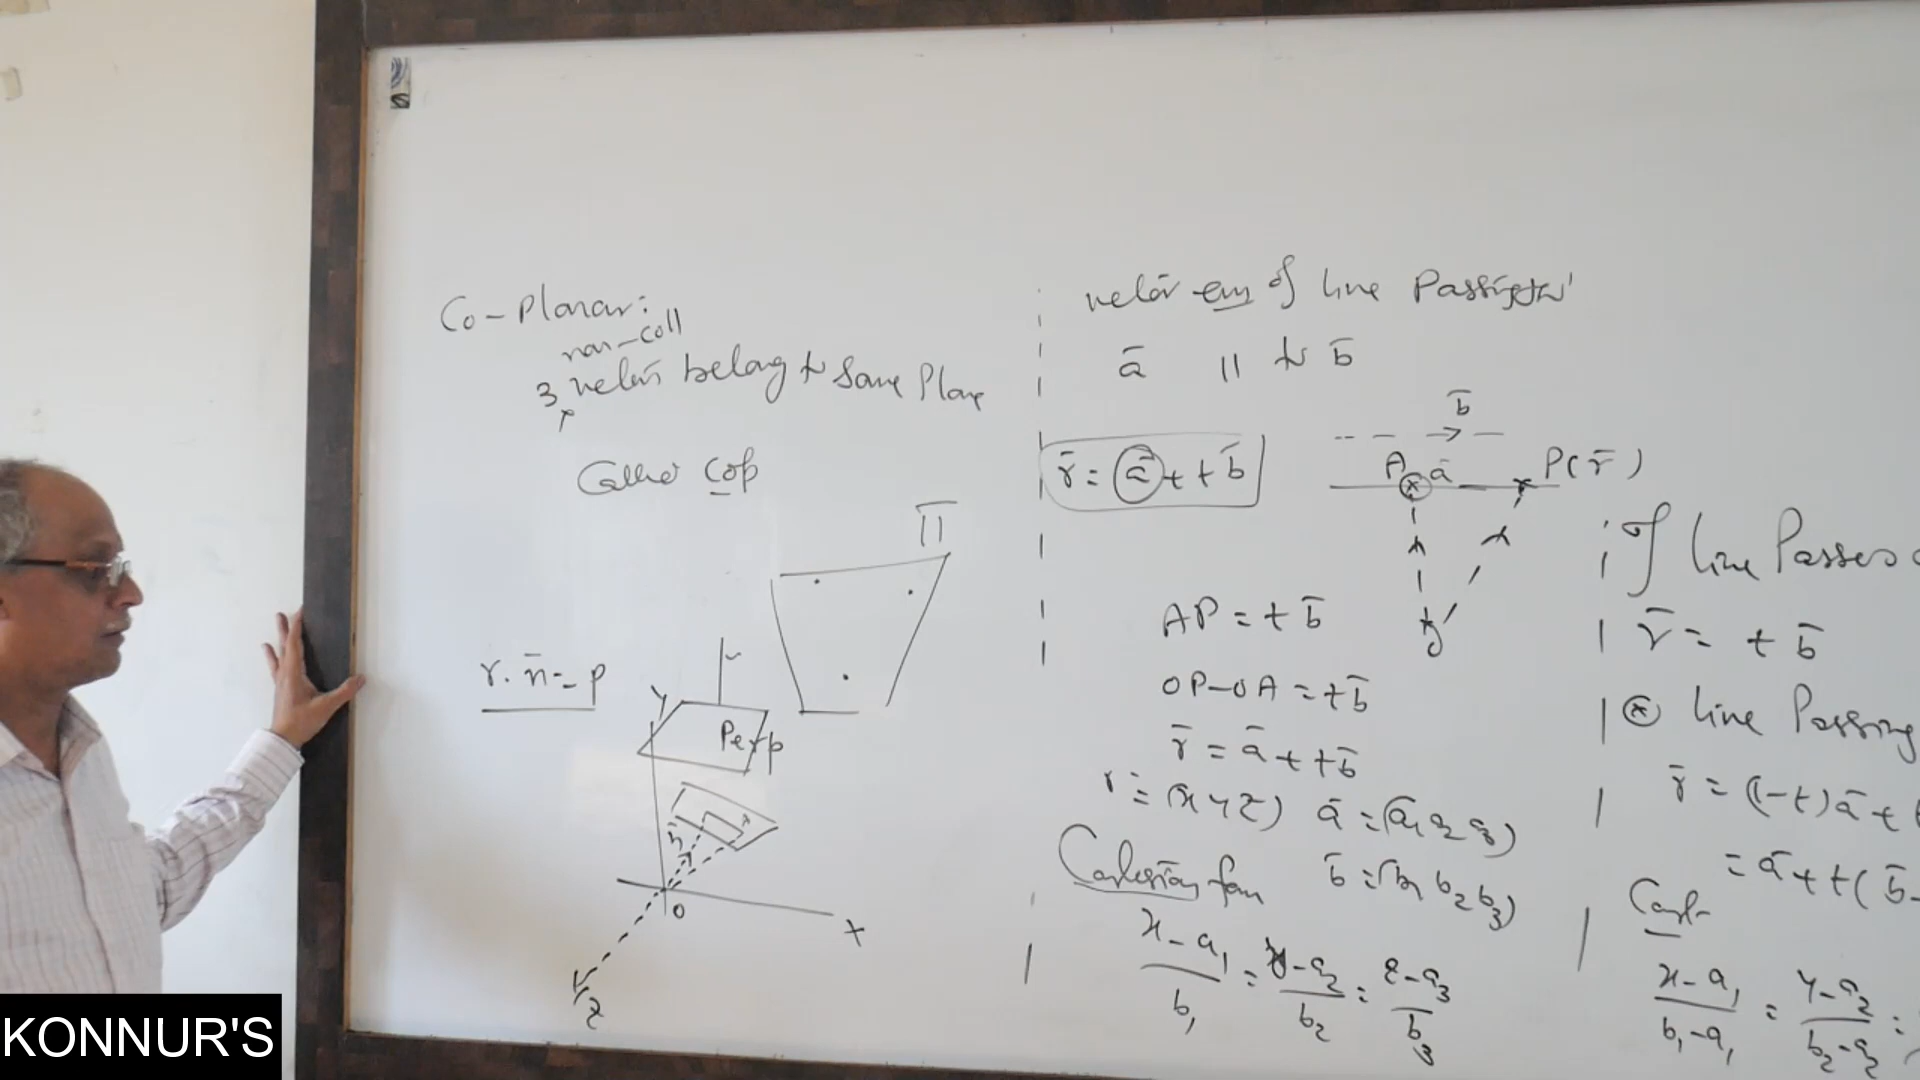 Co-Planar:
non-coll
3 vectors belong to Same Plane
Called Cop
π
r. n̄ = p
Y
Perp
n̄
O
X
Z
vector eqn of line Passing thr'
ā || to b̄
b̄
r̄ = ā + t b̄
A ā P( r̄ )
AP = t b̄
OP-OA = t b̄
r̄ = ā + t b̄
r = (x y z) ā = (a₁ a₂ a₃)
Cartesian form b̄ = (b₁ b₂ b₃)
x-a₁/b₁ = y-a₂/b₂ = z-a₃/b₃
If line Passes
r̄ = t b̄
⊛ line Passing
r̄ = (1-t)ā + t
= ā + t( b̄ -
Cart-
x-a₁/b₁-a₁ = y-a₂/b₂-a₂ =
KONNUR'S